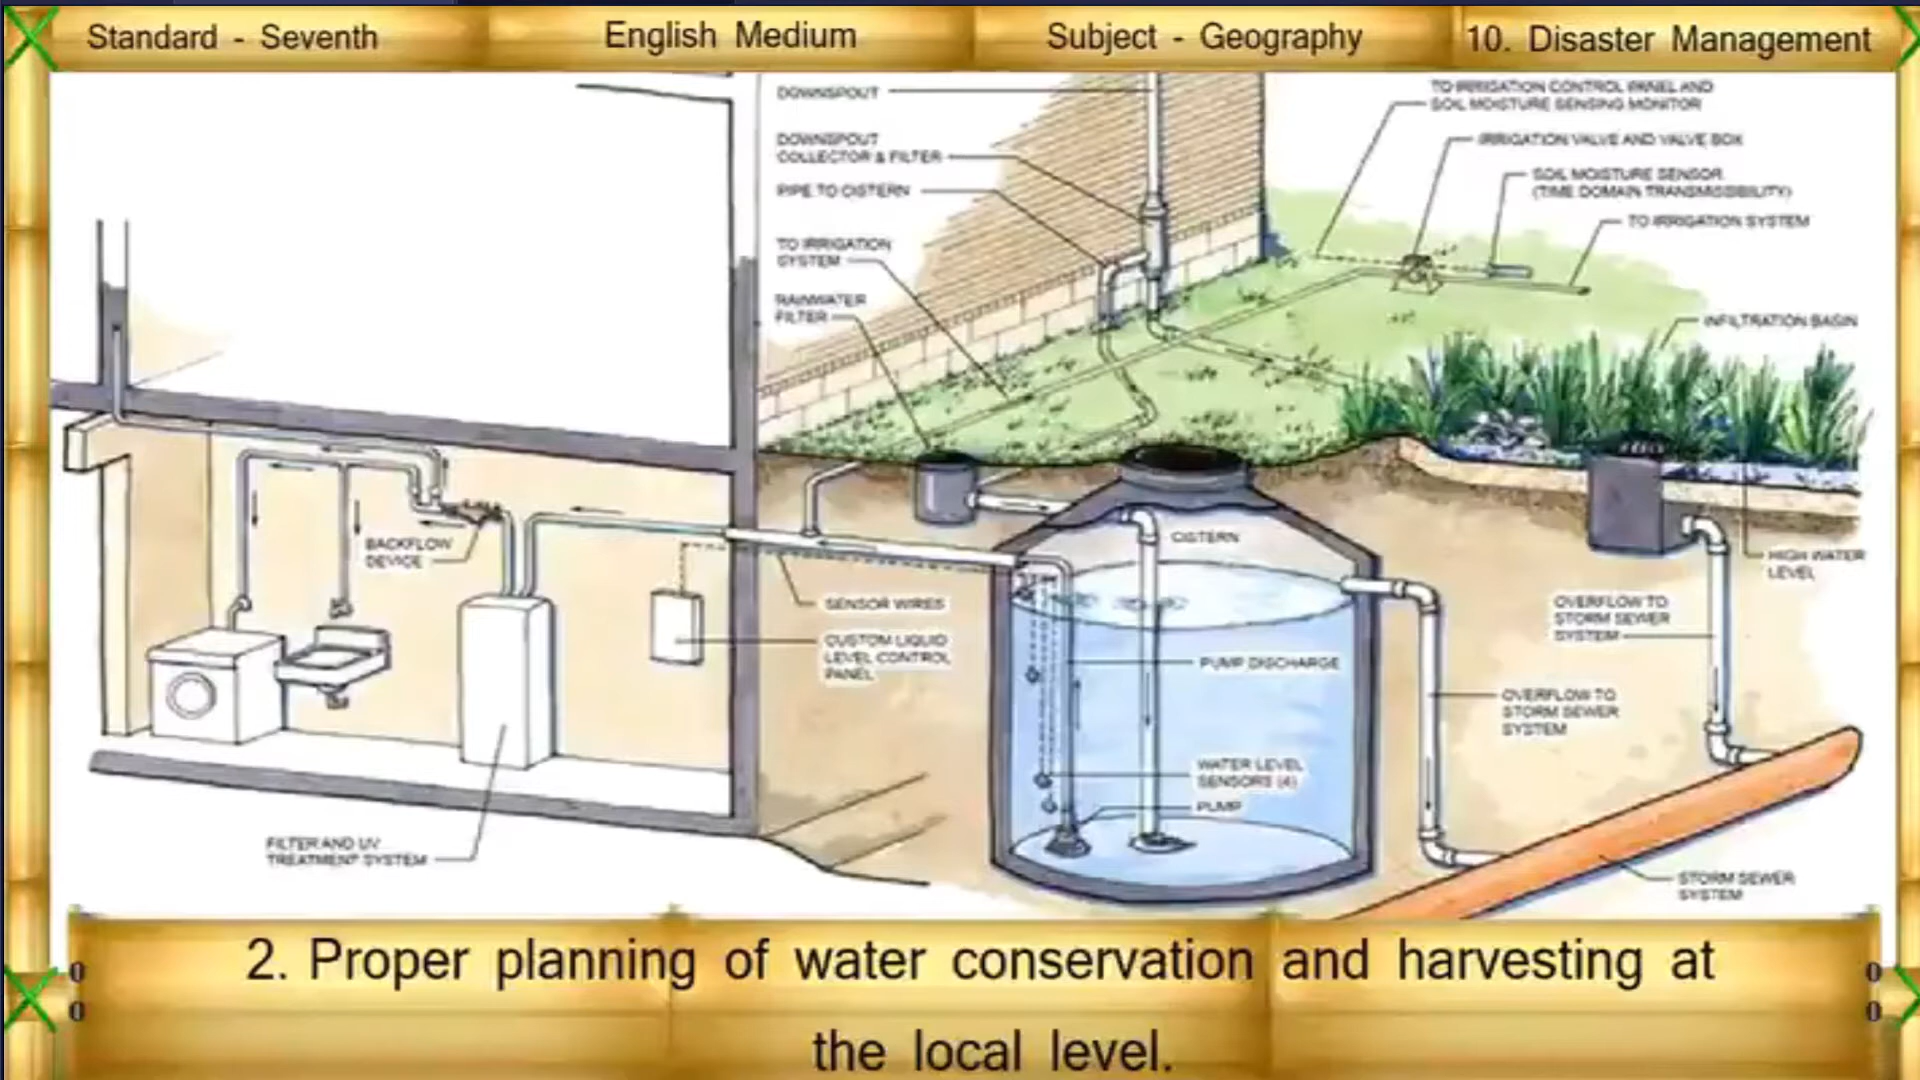 Standard - Seventh
English Medium
Subject - Geography
10. Disaster Management
DOWNSPOUT
DOWNSPOUT
COLLECTOR & FILTER
PIPE TO CISTERN
TO IRRIGATION
SYSTEM
RAINWATER
FILTER
TO IRRIGATION CONTROL PANEL AND
SOIL MOISTURE SENSING MONITOR
IRRIGATION VALVE AND VALVE BOX
SOIL MOISTURE SENSOR
(TIME DOMAIN TRANSMISSIBILITY)
TO IRRIGATION SYSTEM
INFILTRATION BASIN
BACKFLOW
DEVICE
SENSOR WIRES
CUSTOM LIQUID
LEVEL CONTROL
PANEL
FILTER AND UV
TREATMENT SYSTEM
CISTERN
PUMP DISCHARGE
WATER LEVEL
SENSORS (4)
PUMP
HIGH WATER
LEVEL
OVERFLOW TO
STORM SEWER
SYSTEM
OVERFLOW TO
STORM SEWER
SYSTEM
STORM SEWER
SYSTEM
2. Proper planning of water conservation and harvesting at
the local level.